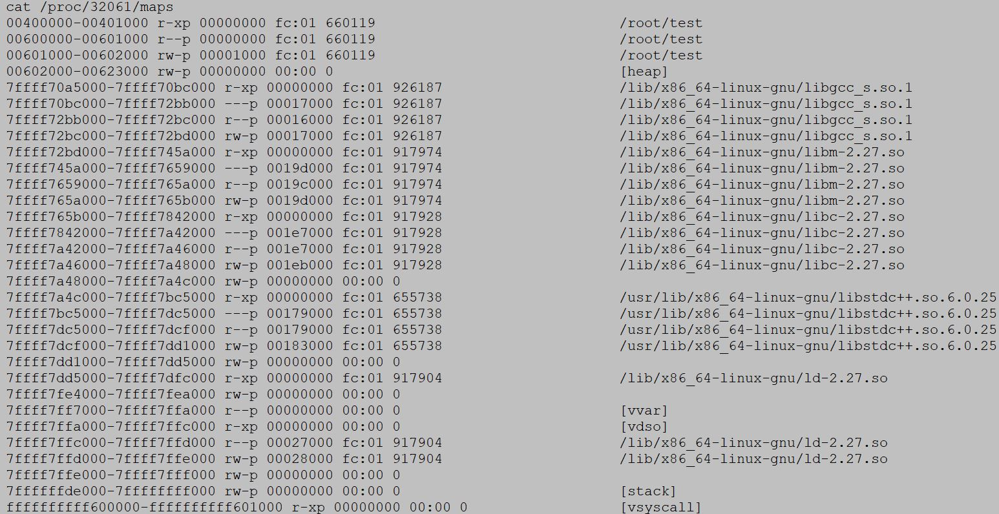 cat /proc/32061/maps
00400000-00401000 r-xp 00000000 fc:01 660119 /root/test
00600000-00601000 r--p 00000000 fc:01 660119 /root/test
00601000-00602000 rw-p 00001000 fc:01 660119 /root/test
00602000-00623000 rw-p 00000000 00:00 0 [heap]
7ffff70a5000-7ffff70bc000 r-xp 00000000 fc:01 926187 /lib/x86_64-linux-gnu/libgcc_s.so.1
7ffff70bc000-7ffff72bb000 ---p 00017000 fc:01 926187 /lib/x86_64-linux-gnu/libgcc_s.so.1
7ffff72bb000-7ffff72bc000 r--p 00016000 fc:01 926187 /lib/x86_64-linux-gnu/libgcc_s.so.1
7ffff72bc000-7ffff72bd000 rw-p 00017000 fc:01 926187 /lib/x86_64-linux-gnu/libgcc_s.so.1
7ffff72bd000-7ffff745a000 r-xp 00000000 fc:01 917974 /lib/x86_64-linux-gnu/libm-2.27.so
7ffff745a000-7ffff7659000 ---p 0019d000 fc:01 917974 /lib/x86_64-linux-gnu/libm-2.27.so
7ffff7659000-7ffff765a000 r--p 0019c000 fc:01 917974 /lib/x86_64-linux-gnu/libm-2.27.so
7ffff765a000-7ffff765b000 rw-p 0019d000 fc:01 917974 /lib/x86_64-linux-gnu/libm-2.27.so
7ffff765b000-7ffff7842000 r-xp 00000000 fc:01 917928 /lib/x86_64-linux-gnu/libc-2.27.so
7ffff7842000-7ffff7a42000 ---p 001e7000 fc:01 917928 /lib/x86_64-linux-gnu/libc-2.27.so
7ffff7a42000-7ffff7a46000 r--p 001e7000 fc:01 917928 /lib/x86_64-linux-gnu/libc-2.27.so
7ffff7a46000-7ffff7a48000 rw-p 001eb000 fc:01 917928 /lib/x86_64-linux-gnu/libc-2.27.so
7ffff7a48000-7ffff7a4c000 rw-p 00000000 00:00 0
7ffff7a4c000-7ffff7bc5000 r-xp 00000000 fc:01 655738 /usr/lib/x86_64-linux-gnu/libstdc++.so.6.0.25
7ffff7bc5000-7ffff7dc5000 ---p 00179000 fc:01 655738 /usr/lib/x86_64-linux-gnu/libstdc++.so.6.0.25
7ffff7dc5000-7ffff7dcf000 r--p 00179000 fc:01 655738 /usr/lib/x86_64-linux-gnu/libstdc++.so.6.0.25
7ffff7dcf000-7ffff7dd1000 rw-p 00183000 fc:01 655738 /usr/lib/x86_64-linux-gnu/libstdc++.so.6.0.25
7ffff7dd1000-7ffff7dd5000 rw-p 00000000 00:00 0
7ffff7dd5000-7ffff7dfc000 r-xp 00000000 fc:01 917904 /lib/x86_64-linux-gnu/ld-2.27.so
7ffff7fe4000-7ffff7fea000 rw-p 00000000 00:00 0
7ffff7ff7000-7ffff7ffa000 r--p 00000000 00:00 0 [vvar]
7ffff7ffa000-7ffff7ffc000 r-xp 00000000 00:00 0 [vdso]
7ffff7ffc000-7ffff7ffd000 r--p 00027000 fc:01 917904 /lib/x86_64-linux-gnu/ld-2.27.so
7ffff7ffd000-7ffff7ffe000 rw-p 00028000 fc:01 917904 /lib/x86_64-linux-gnu/ld-2.27.so
7ffff7ffe000-7ffff7fff000 rw-p 00000000 00:00 0
7ffffffde000-7ffffffff000 rw-p 00000000 00:00 0 [stack]
ffffffffff600000-ffffffffff601000 r-xp 00000000 00:00 0 [vsyscall]